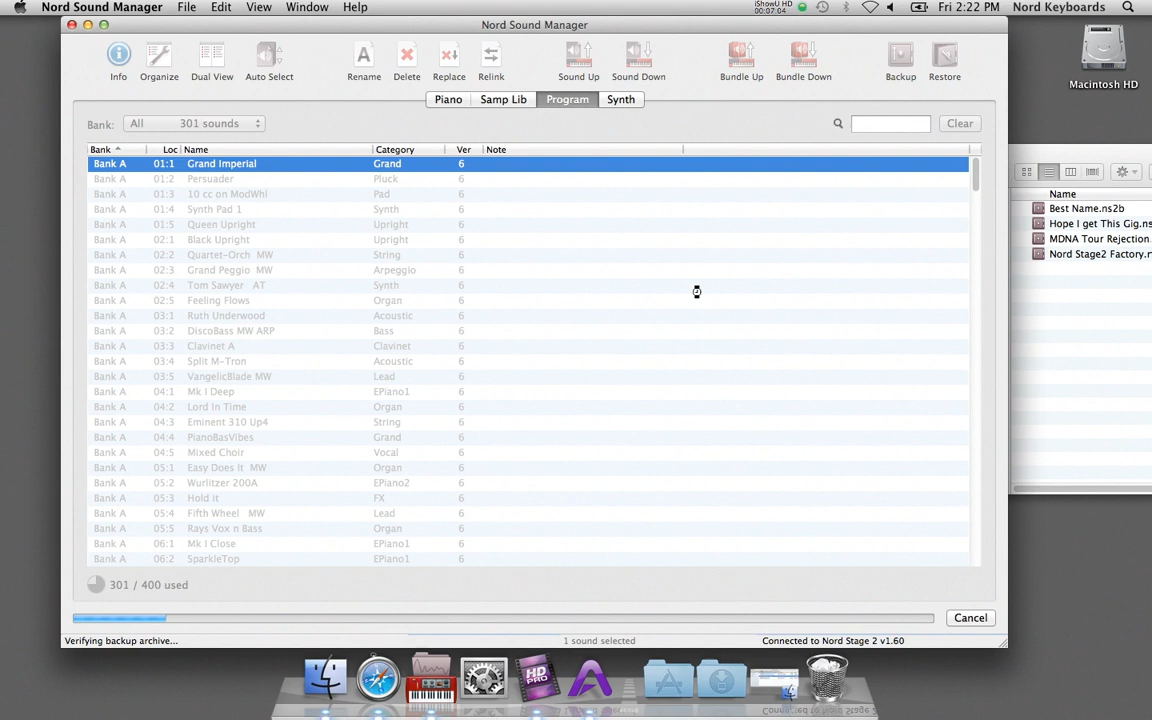 Nord Sound Manager File Edit View Window Help iShowU HD 00:07:04 Fri 2:22 PM Nord Keyboards
Nord Sound Manager
Info Organize Dual View Auto Select Rename Delete Replace Relink Sound Up Sound Down Bundle Up Bundle Down Backup Restore
Macintosh HD
Piano Samp Lib Program Synth
Bank: All 301 sounds Clear
Bank Loc Name Category Ver Note
Bank A 01:1 Grand Imperial Grand 6
Bank A 01:2 Persuader Pluck 6
Bank A 01:3 10 cc on ModWhl Pad 6
Bank A 01:4 Synth Pad 1 Synth 6
Bank A 01:5 Queen Upright Upright 6
Bank A 02:1 Black Upright Upright 6
Bank A 02:2 Quartet-Orch MW String 6
Bank A 02:3 Grand Peggio MW Arpeggio 6
Bank A 02:4 Tom Sawyer AT Synth 6
Bank A 02:5 Feeling Flows Organ 6
Bank A 03:1 Ruth Underwood Acoustic 6
Bank A 03:2 DiscoBass MW ARP Bass 6
Bank A 03:3 Clavinet A Clavinet 6
Bank A 03:4 Split M-Tron Acoustic 6
Bank A 03:5 VangelicBlade MW Lead 6
Bank A 04:1 Mk I Deep EPiano1 6
Bank A 04:2 Lord In Time Organ 6
Bank A 04:3 Eminent 310 Up4 String 6
Bank A 04:4 PianoBasVibes Grand 6
Bank A 04:5 Mixed Choir Vocal 6
Bank A 05:1 Easy Does It MW Organ 6
Bank A 05:2 Wurlitzer 200A EPiano2 6
Bank A 05:3 Hold it FX 6
Bank A 05:4 Fifth Wheel MW Lead 6
Bank A 05:5 Rays Vox n Bass Organ 6
Bank A 06:1 Mk I Close EPiano1 6
Bank A 06:2 SparkleTop EPiano1 6
301 / 400 used
Cancel
Verifying backup archive... 1 sound selected Connected to Nord Stage 2 v1.60
Name
Best Name.ns2b
Hope I get This Gig.ns
MDNA Tour Rejection
Nord Stage2 Factory.n
HD PRO